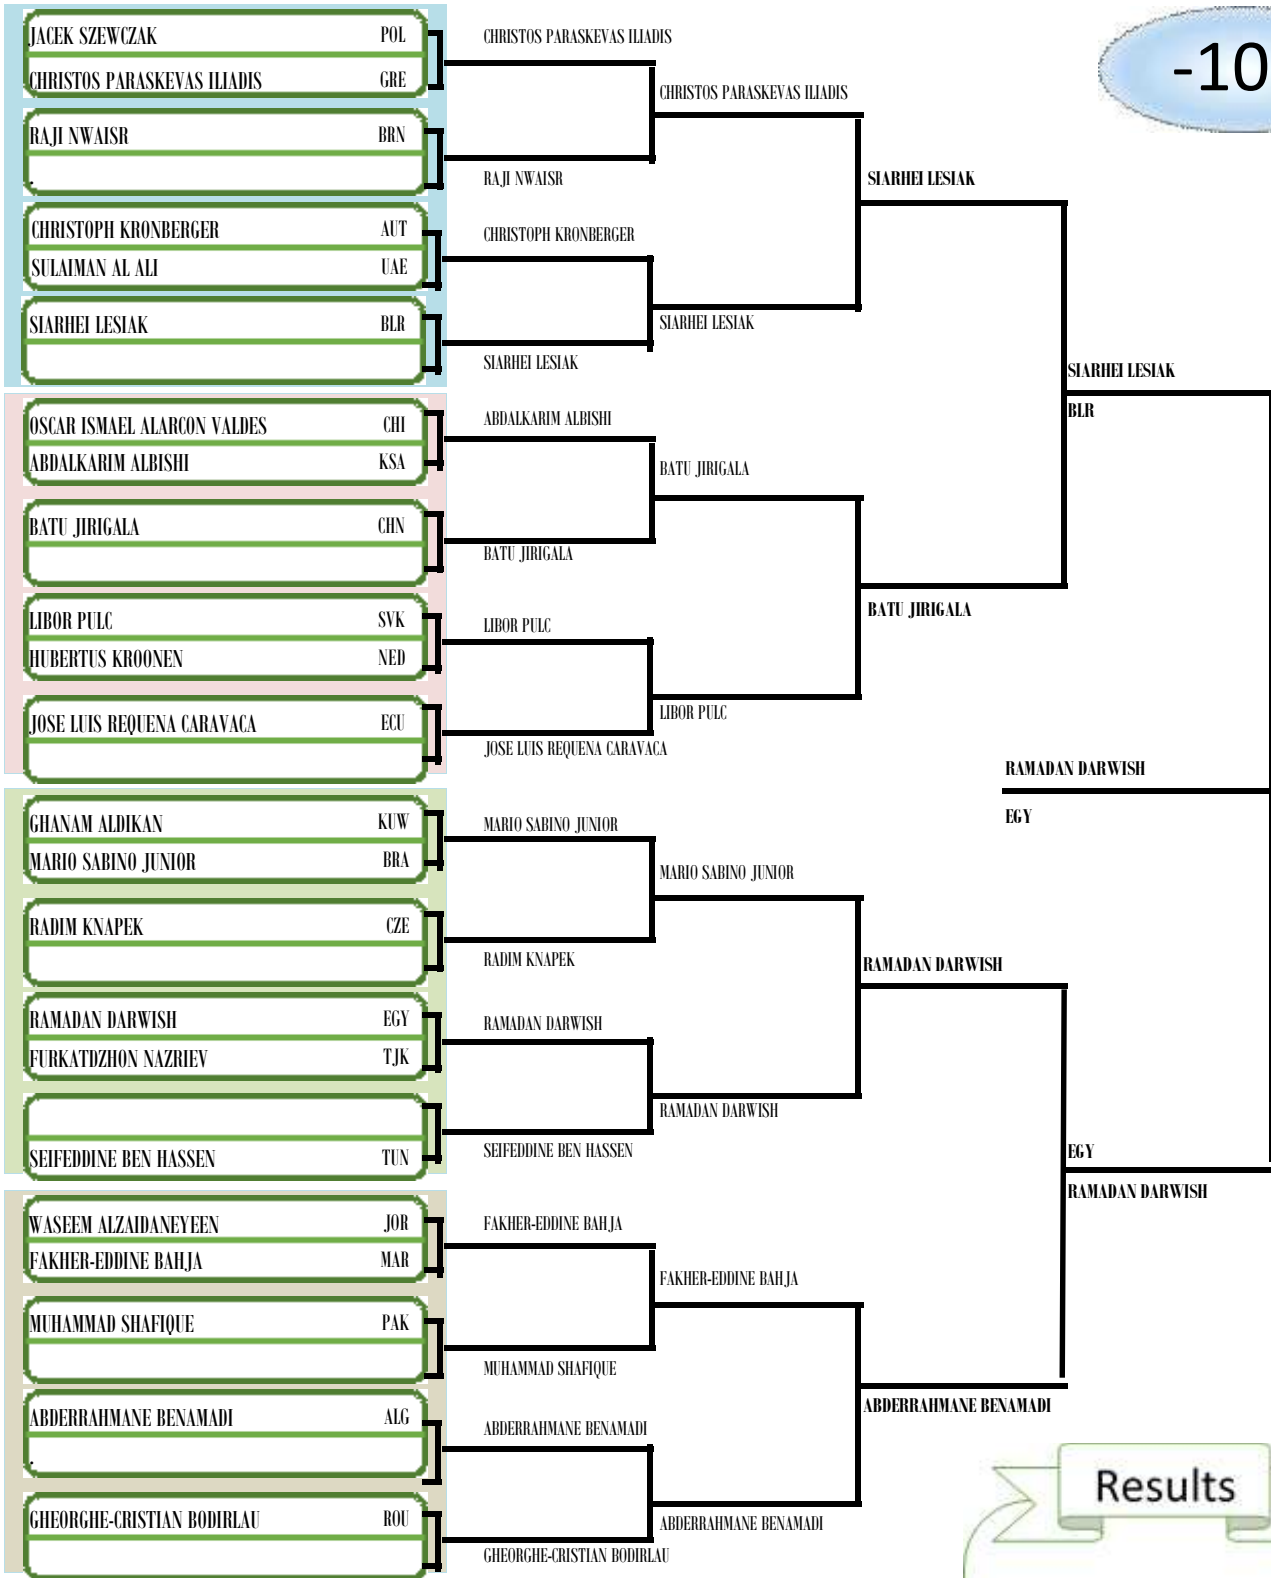 JACEK SZEWCZAK POL
CHRISTOS PARASKEVAS ILIADIS GRE
RAJI NWAISR BRN
.
CHRISTOPH KRONBERGER AUT
SULAIMAN AL ALI UAE
SIARHEI LESIAK BLR
OSCAR ISMAEL ALARCON VALDES CHI
ABDALKARIM ALBISHI KSA
BATU JIRIGALA CHN
LIBOR PULC SVK
HUBERTUS KROONEN NED
JOSE LUIS REQUENA CARAVACA ECU
GHANAM ALDIKAN KUW
MARIO SABINO JUNIOR BRA
RADIM KNAPEK CZE
RAMADAN DARWISH EGY
FURKATDZHON NAZRIEV TJK
SEIFEDDINE BEN HASSEN TUN
WASEEM ALZAIDANEYEEN JOR
FAKHER-EDDINE BAHJA MAR
MUHAMMAD SHAFIQUE PAK
ABDERRAHMANE BENAMADI ALG
.
GHEORGHE-CRISTIAN BODIRLAU ROU
CHRISTOS PARASKEVAS ILIADIS
RAJI NWAISR
CHRISTOPH KRONBERGER
SIARHEI LESIAK
ABDALKARIM ALBISHI
BATU JIRIGALA
LIBOR PULC
JOSE LUIS REQUENA CARAVACA
MARIO SABINO JUNIOR
RADIM KNAPEK
RAMADAN DARWISH
SEIFEDDINE BEN HASSEN
FAKHER-EDDINE BAHJA
MUHAMMAD SHAFIQUE
ABDERRAHMANE BENAMADI
GHEORGHE-CRISTIAN BODIRLAU
CHRISTOS PARASKEVAS ILIADIS
SIARHEI LESIAK
BATU JIRIGALA
LIBOR PULC
MARIO SABINO JUNIOR
RAMADAN DARWISH
FAKHER-EDDINE BAHJA
ABDERRAHMANE BENAMADI
SIARHEI LESIAK
BATU JIRIGALA
RAMADAN DARWISH
ABDERRAHMANE BENAMADI
SIARHEI LESIAK
BLR
EGY
RAMADAN DARWISH
RAMADAN DARWISH
EGY
-10
Results